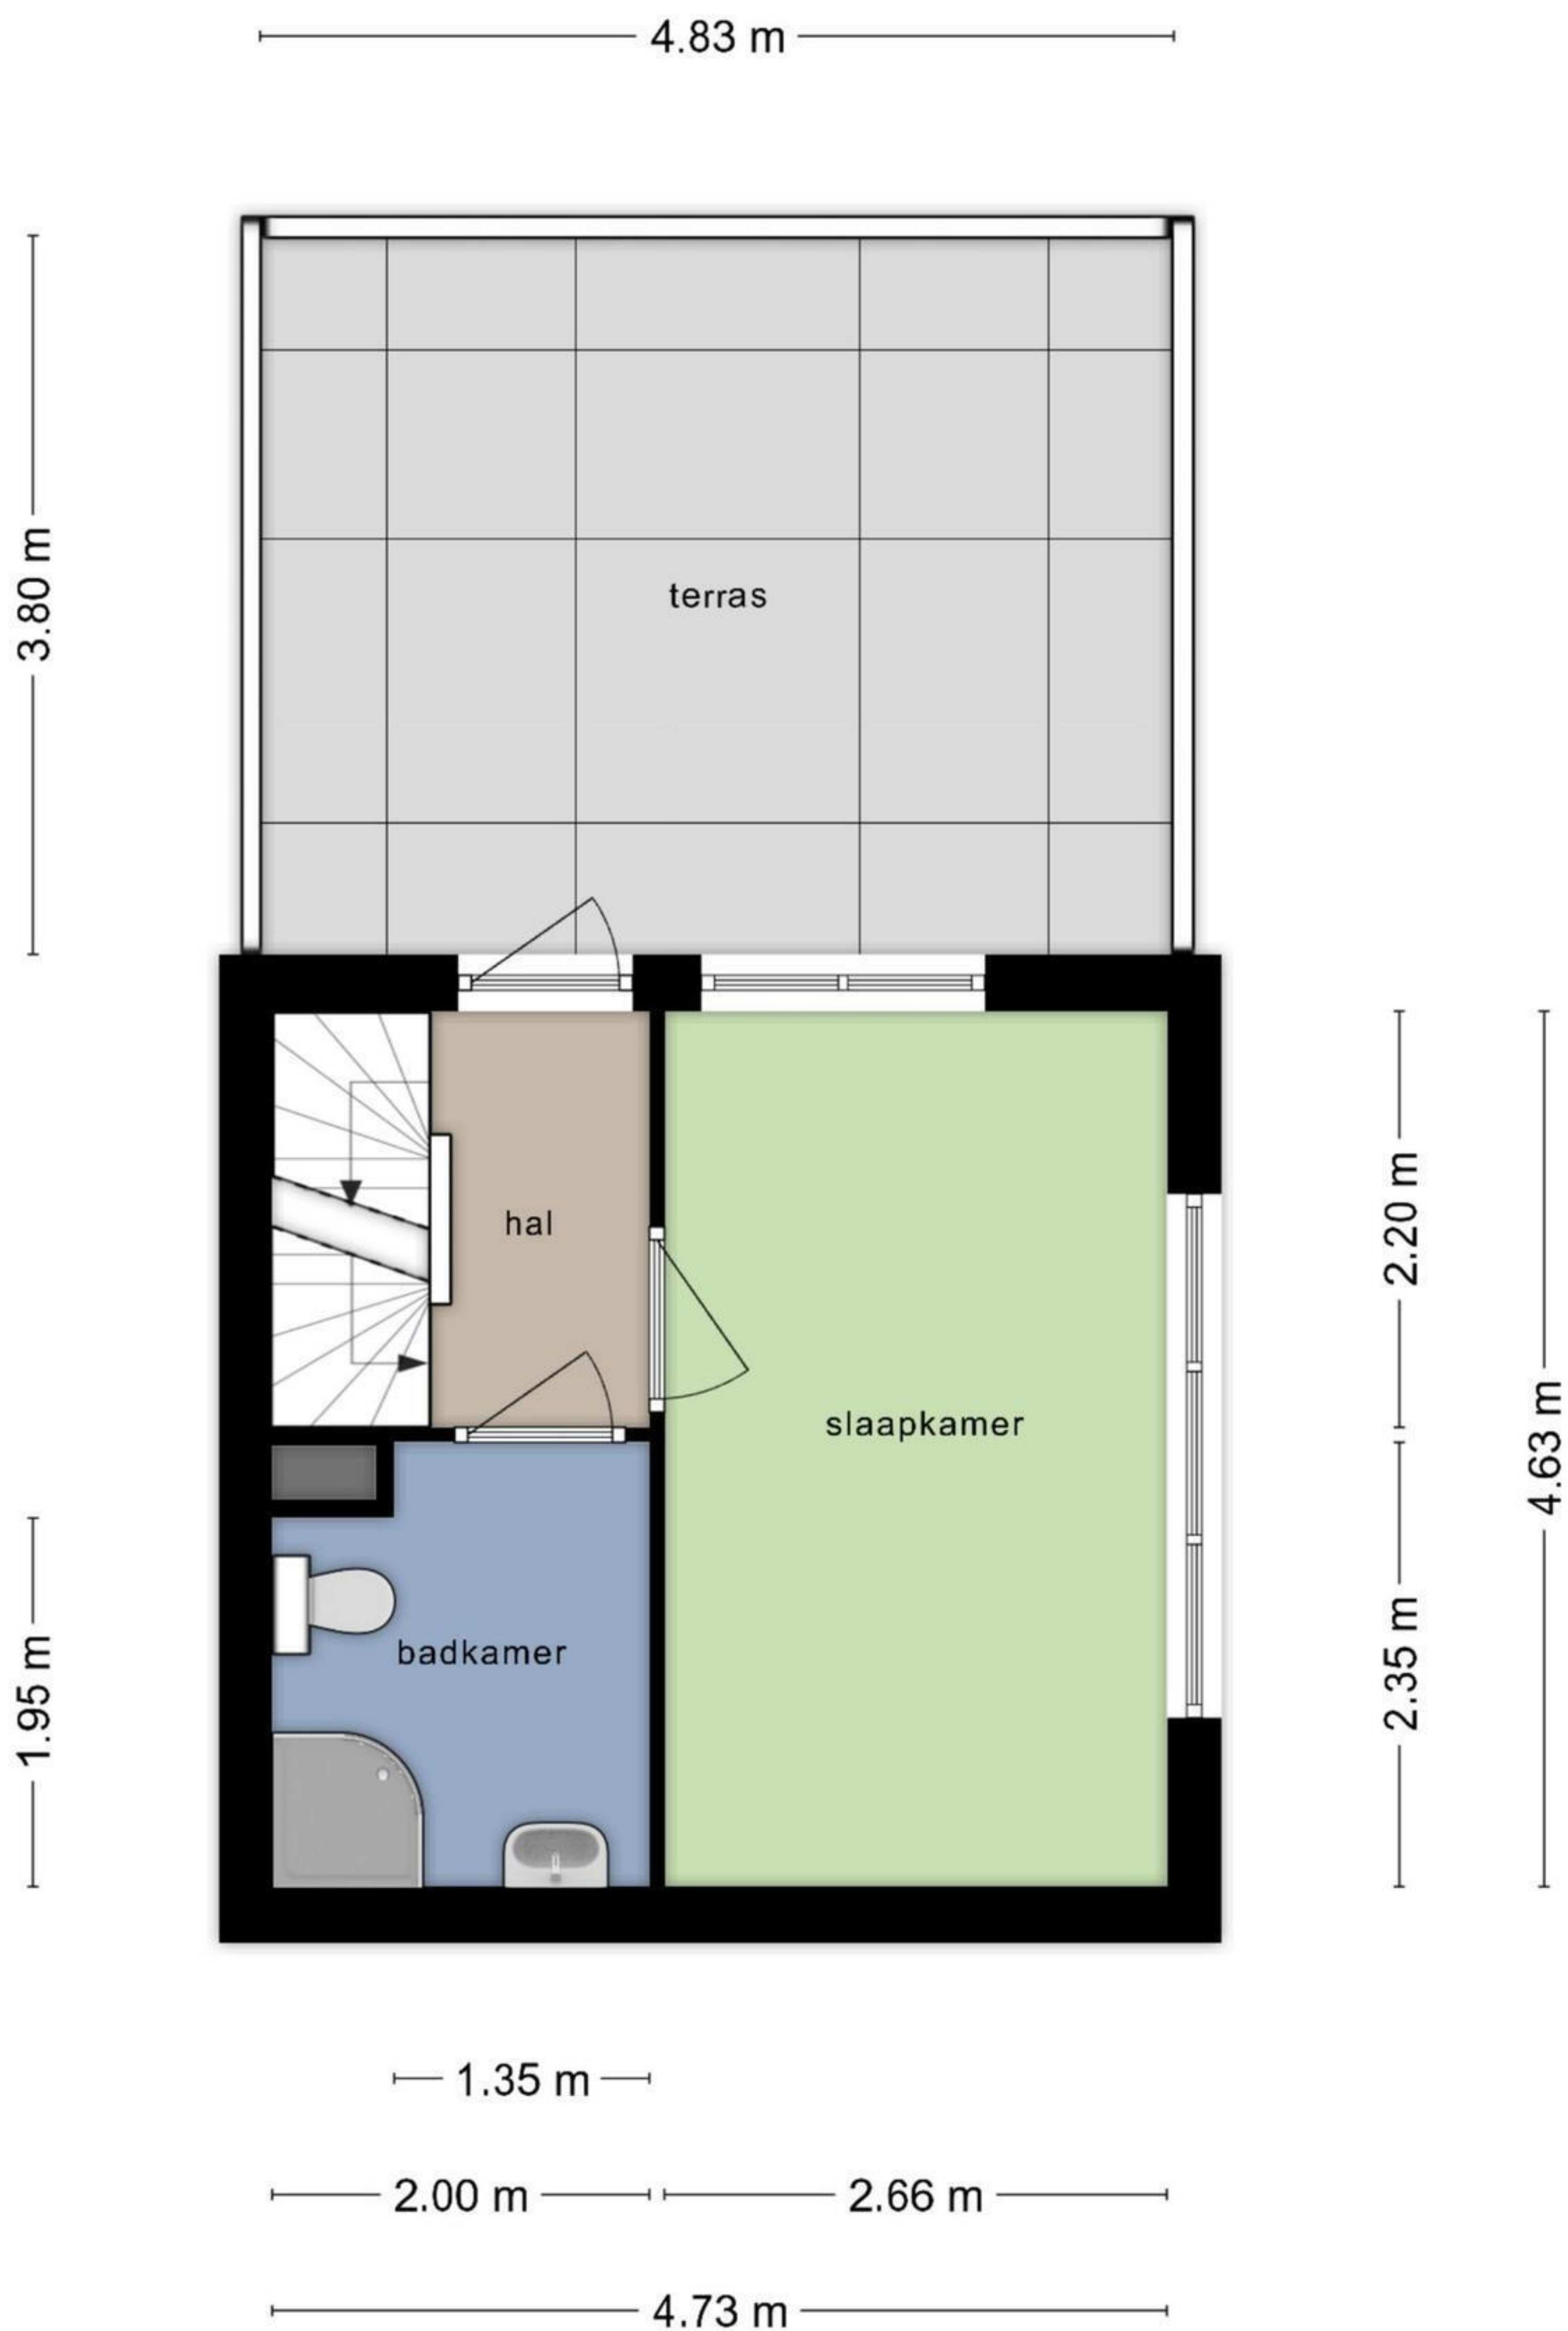 4.83 m
3.80 m
terras
2.20 m
hal
4.63 m
slaapkamer
2.35 m
badkamer
1.95 m
1.35 m
2.00 m
2.66 m
4.73 m